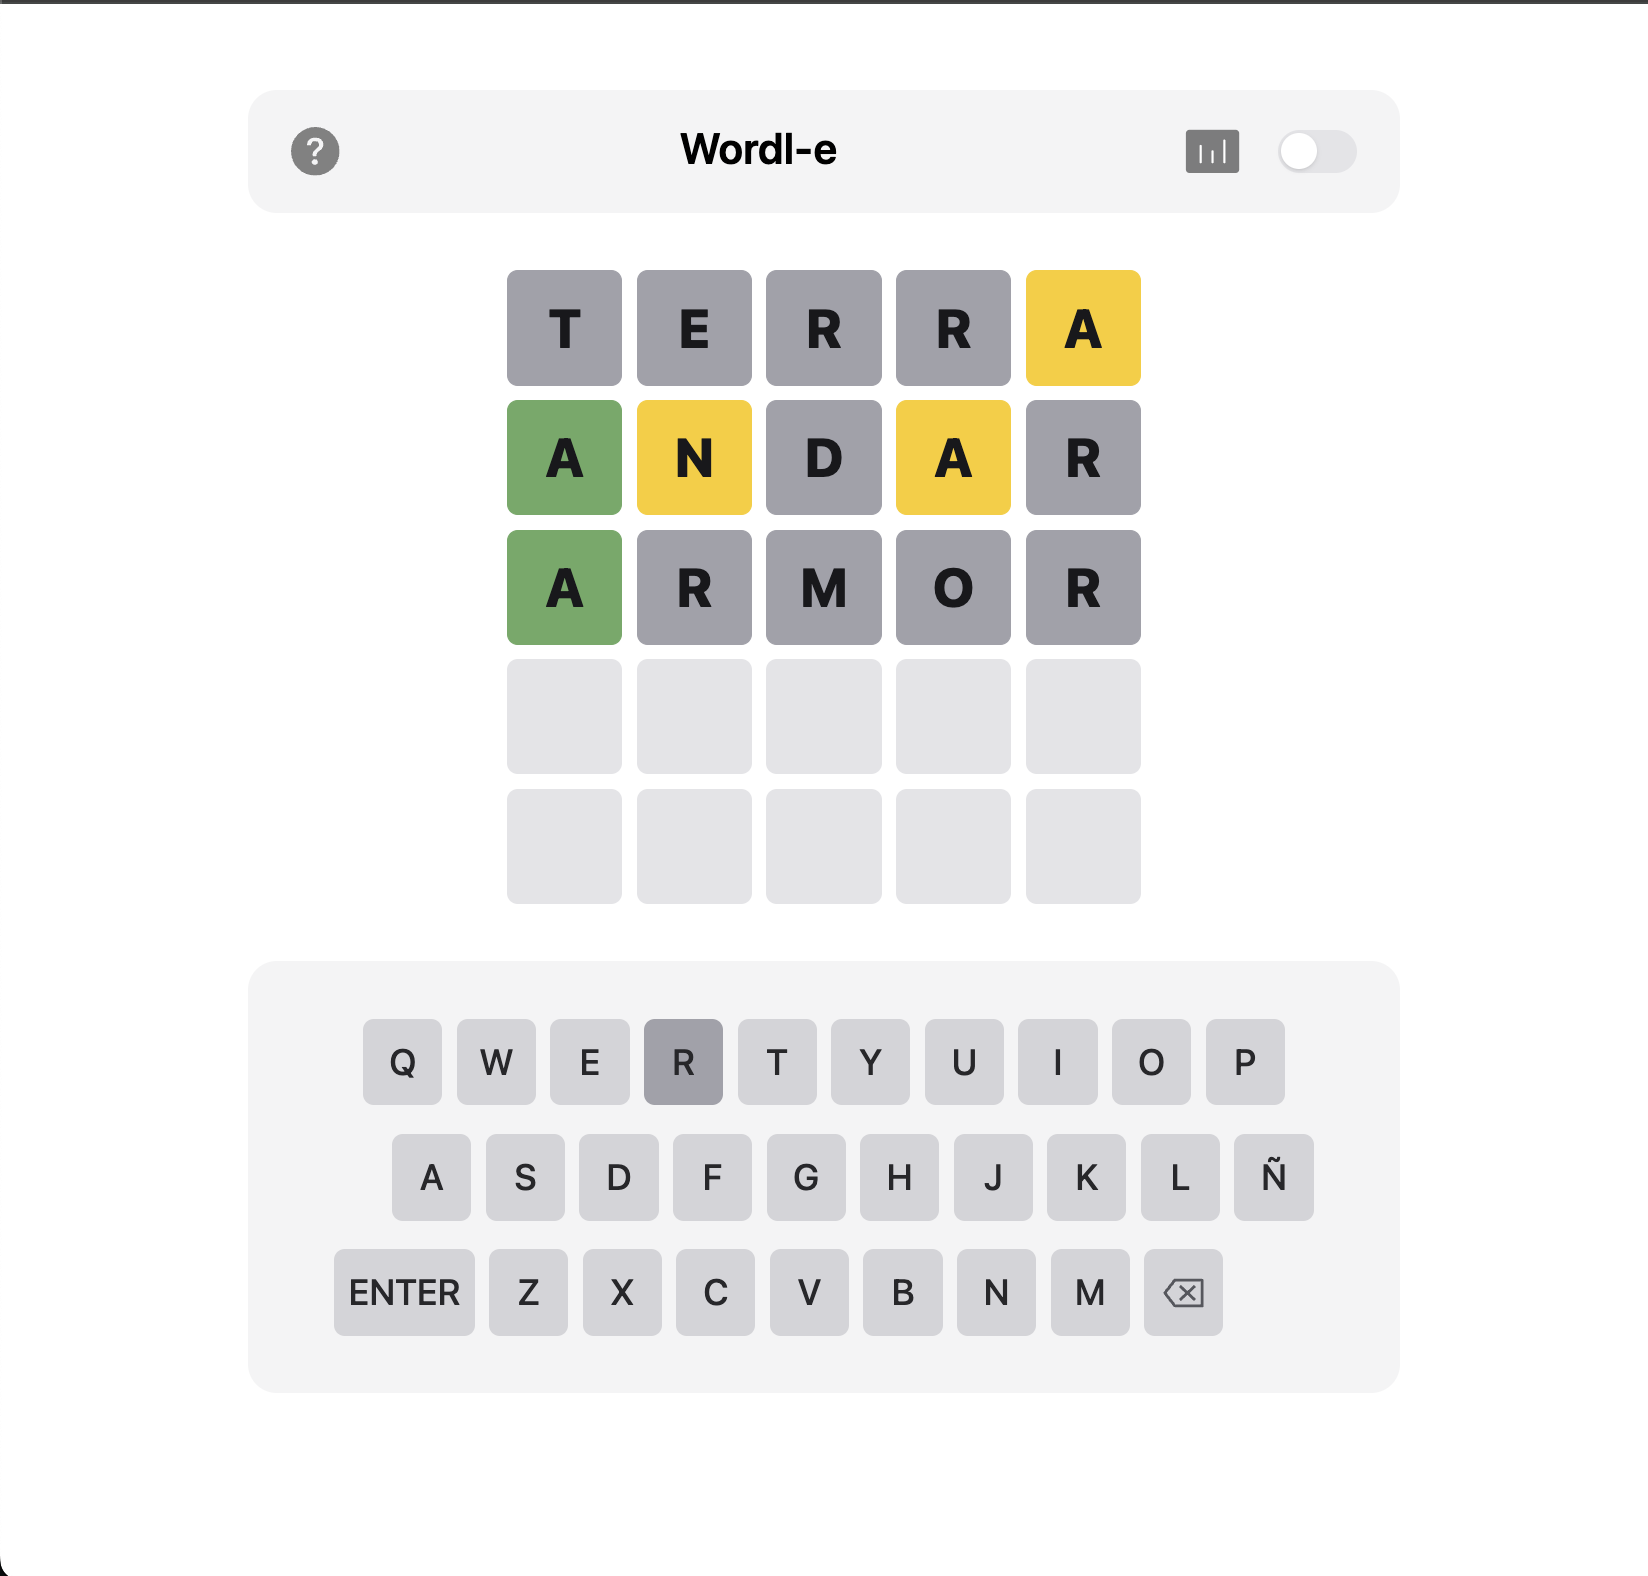 ?
Wordl-e
T E R R A
A N D A R
A R M O R
Q W E R T Y U I O P
A S D F G H J K L Ñ
ENTER Z X C V B N M